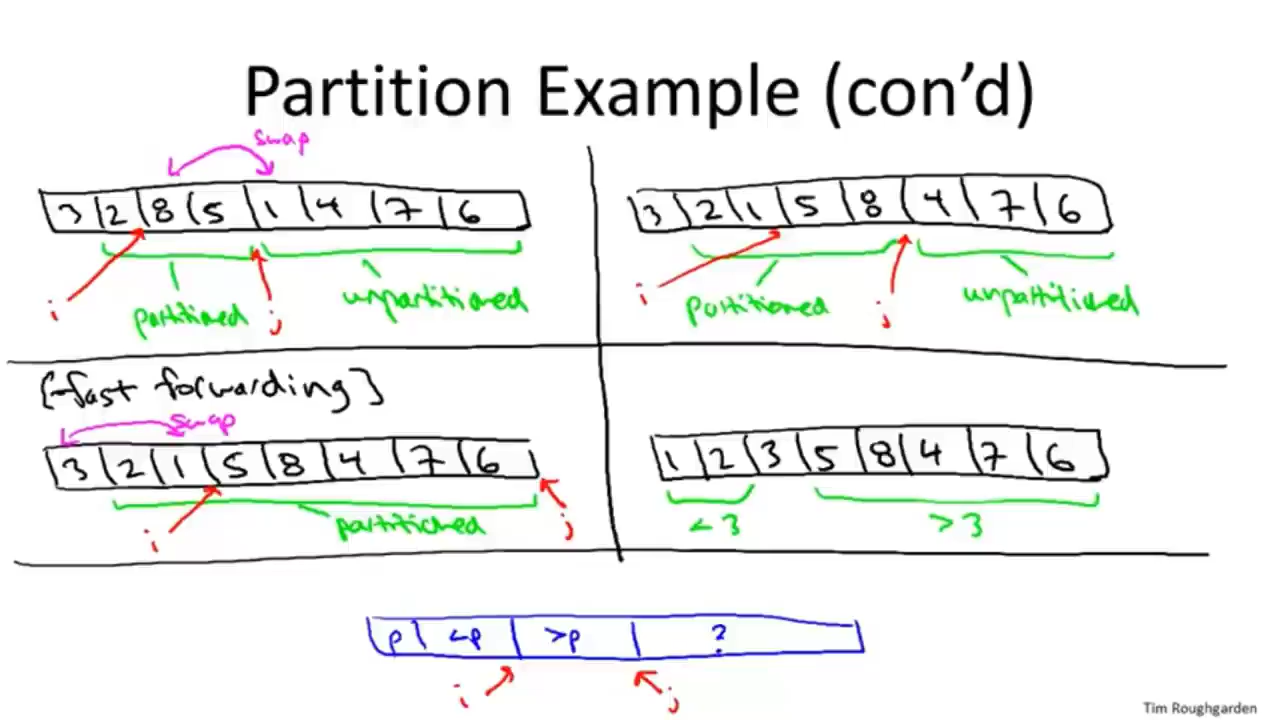 Partition Example (con'd)
swap
3 2 8 5 1 4 7 6
i partitioned j unpartitioned
3 2 1 5 8 4 7 6
i partitioned j unpartitioned
[fast forwarding]
swap
3 2 1 5 8 4 7 6
i partitioned j
1 2 3 5 8 4 7 6
< 3 > 3
p <p >p ?
i j
Tim Roughgarden